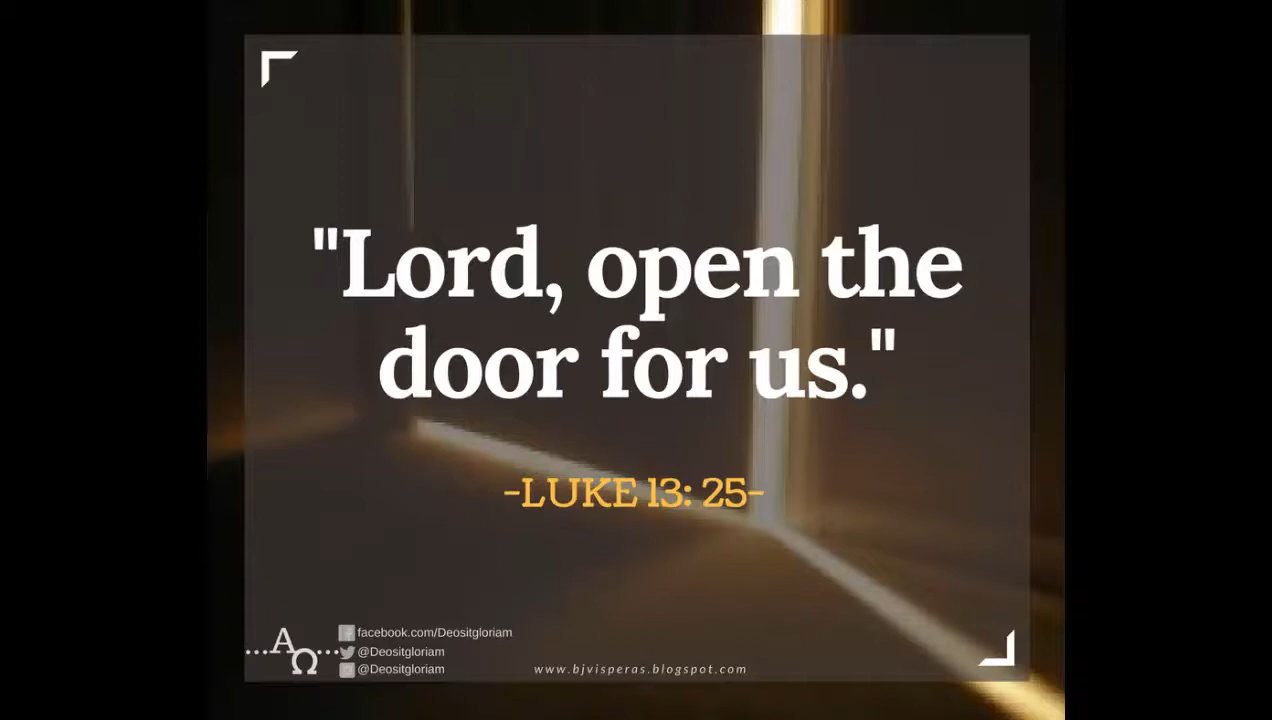 "Lord, open the
door for us."
-LUKE 13: 25-
Α
Ω
facebook.com/Deositgloriam
@Deositgloriam
@Deositgloriam
www.bjvisperas.blogspot.com